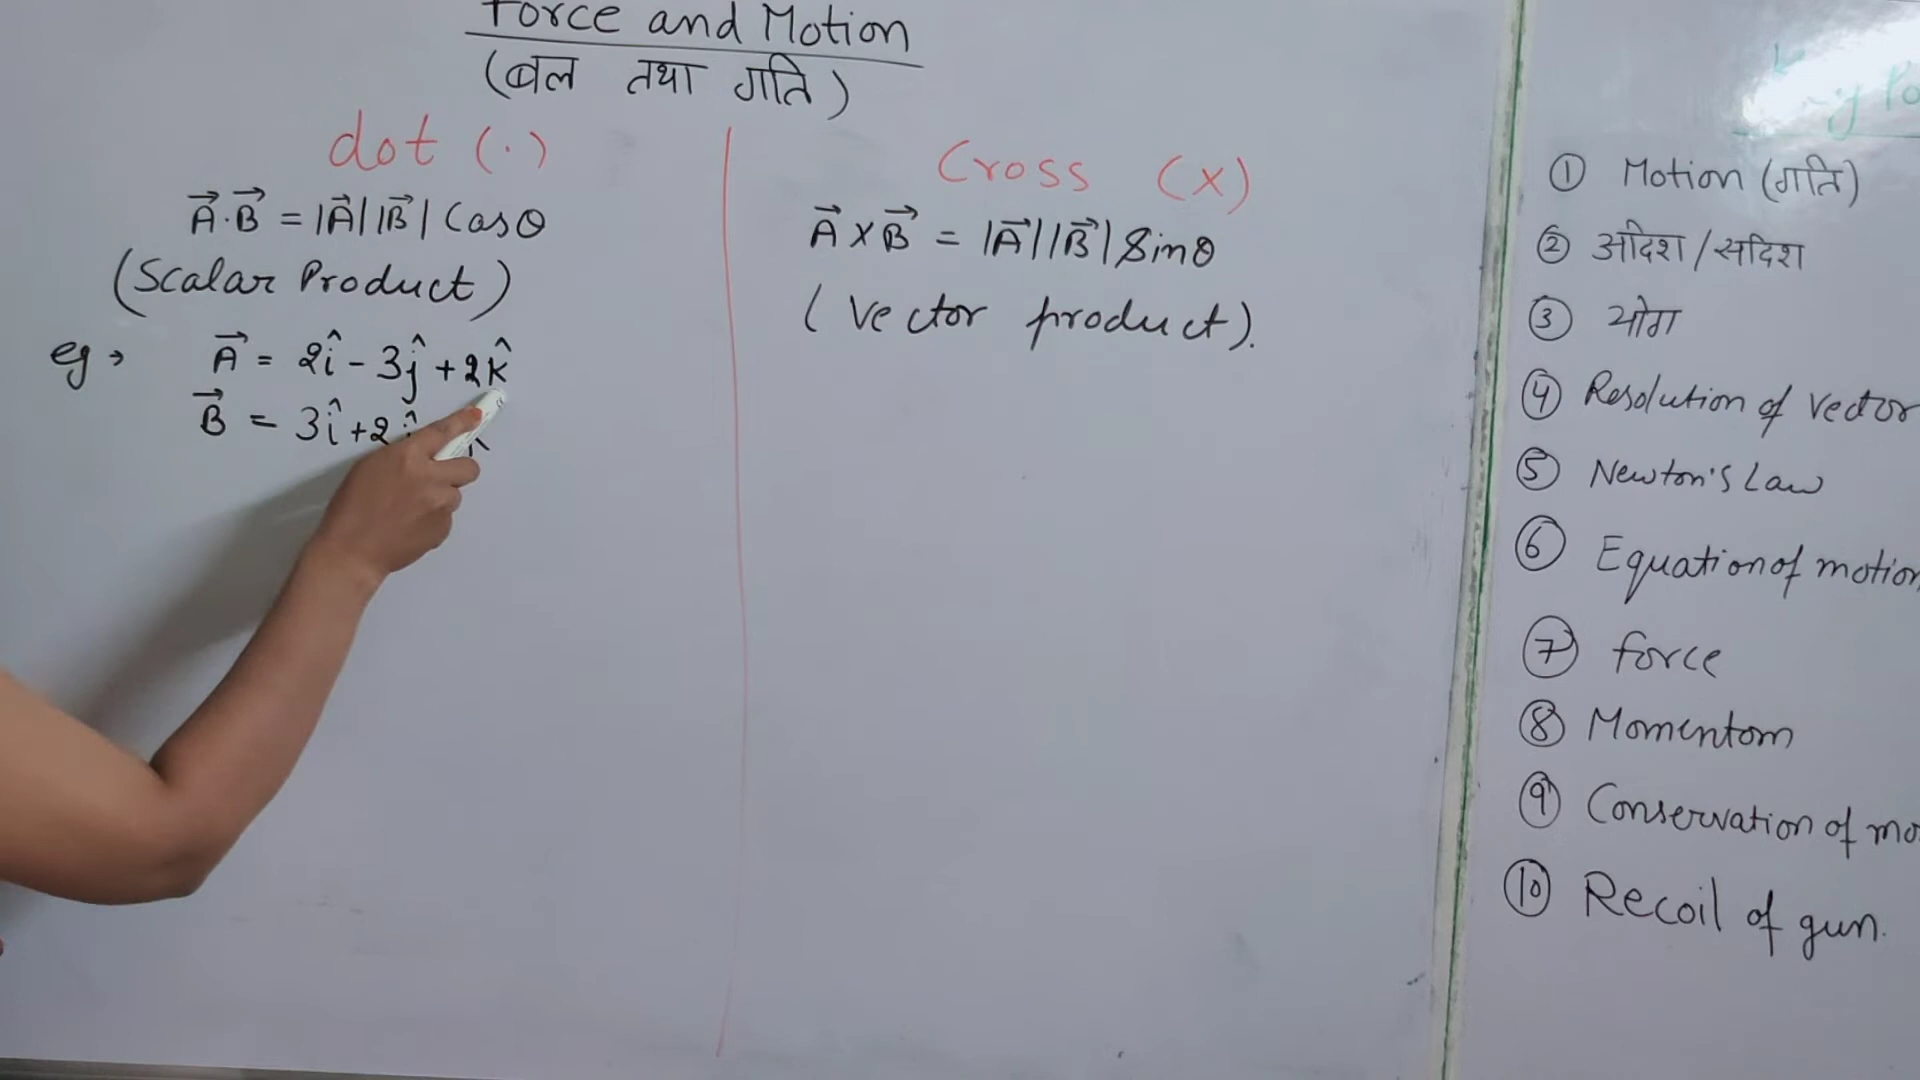 Force and Motion
(बल तथा गति)
dot (.)
A⃗.B⃗ = |A⃗| |B⃗| Cosθ
(Scalar Product)
eg→ A⃗ = 2î - 3ĵ + 2k̂
B⃗ = 3î + 2
Cross (x)
A⃗ x B⃗ = |A⃗| |B⃗| Sinθ
(Vector product).
① Motion (गति)
② अदिश/सदिश
③ योग
④ Resolution of Vector
⑤ Newton's Law
⑥ Equation of motion
⑦ force
⑧ Momentom
⑨ Conservation of mo
⑩ Recoil of gun.